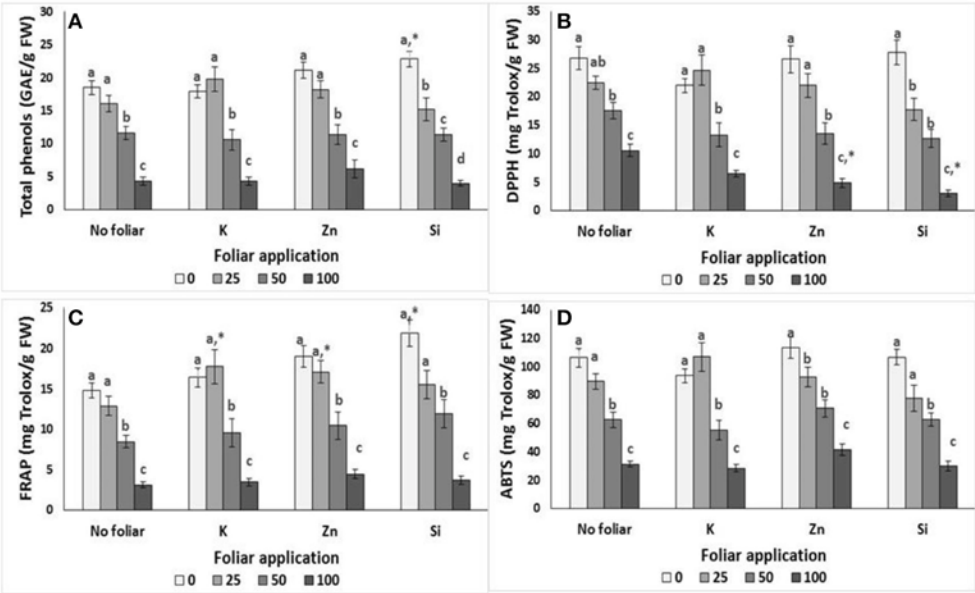 A
Total phenols (GAE/g FW)
30
25
20
15
10
5
0
a a b c
a a b c
a a b c
a,* b c d
No foliar K Zn Si
Foliar application
0 25 50 100
B
DPPH (mg Trolox/g FW)
35
30
25
20
15
10
5
0
a ab b c
a a b c
a a b c,*
a b b c,*
No foliar K Zn Si
Foliar application
0 25 50 100
C
FRAP (mg Trolox/g FW)
25
20
15
10
5
0
a a b c
a a,* b c
a a,* b c
a,* a b c
No foliar K Zn Si
Foliar application
0 25 50 100
D
ABTS (mg Trolox/g FW)
140
120
100
80
60
40
20
0
a a b c
a a b c
a b b c
a a b c
No foliar K Zn Si
Foliar application
0 25 50 100